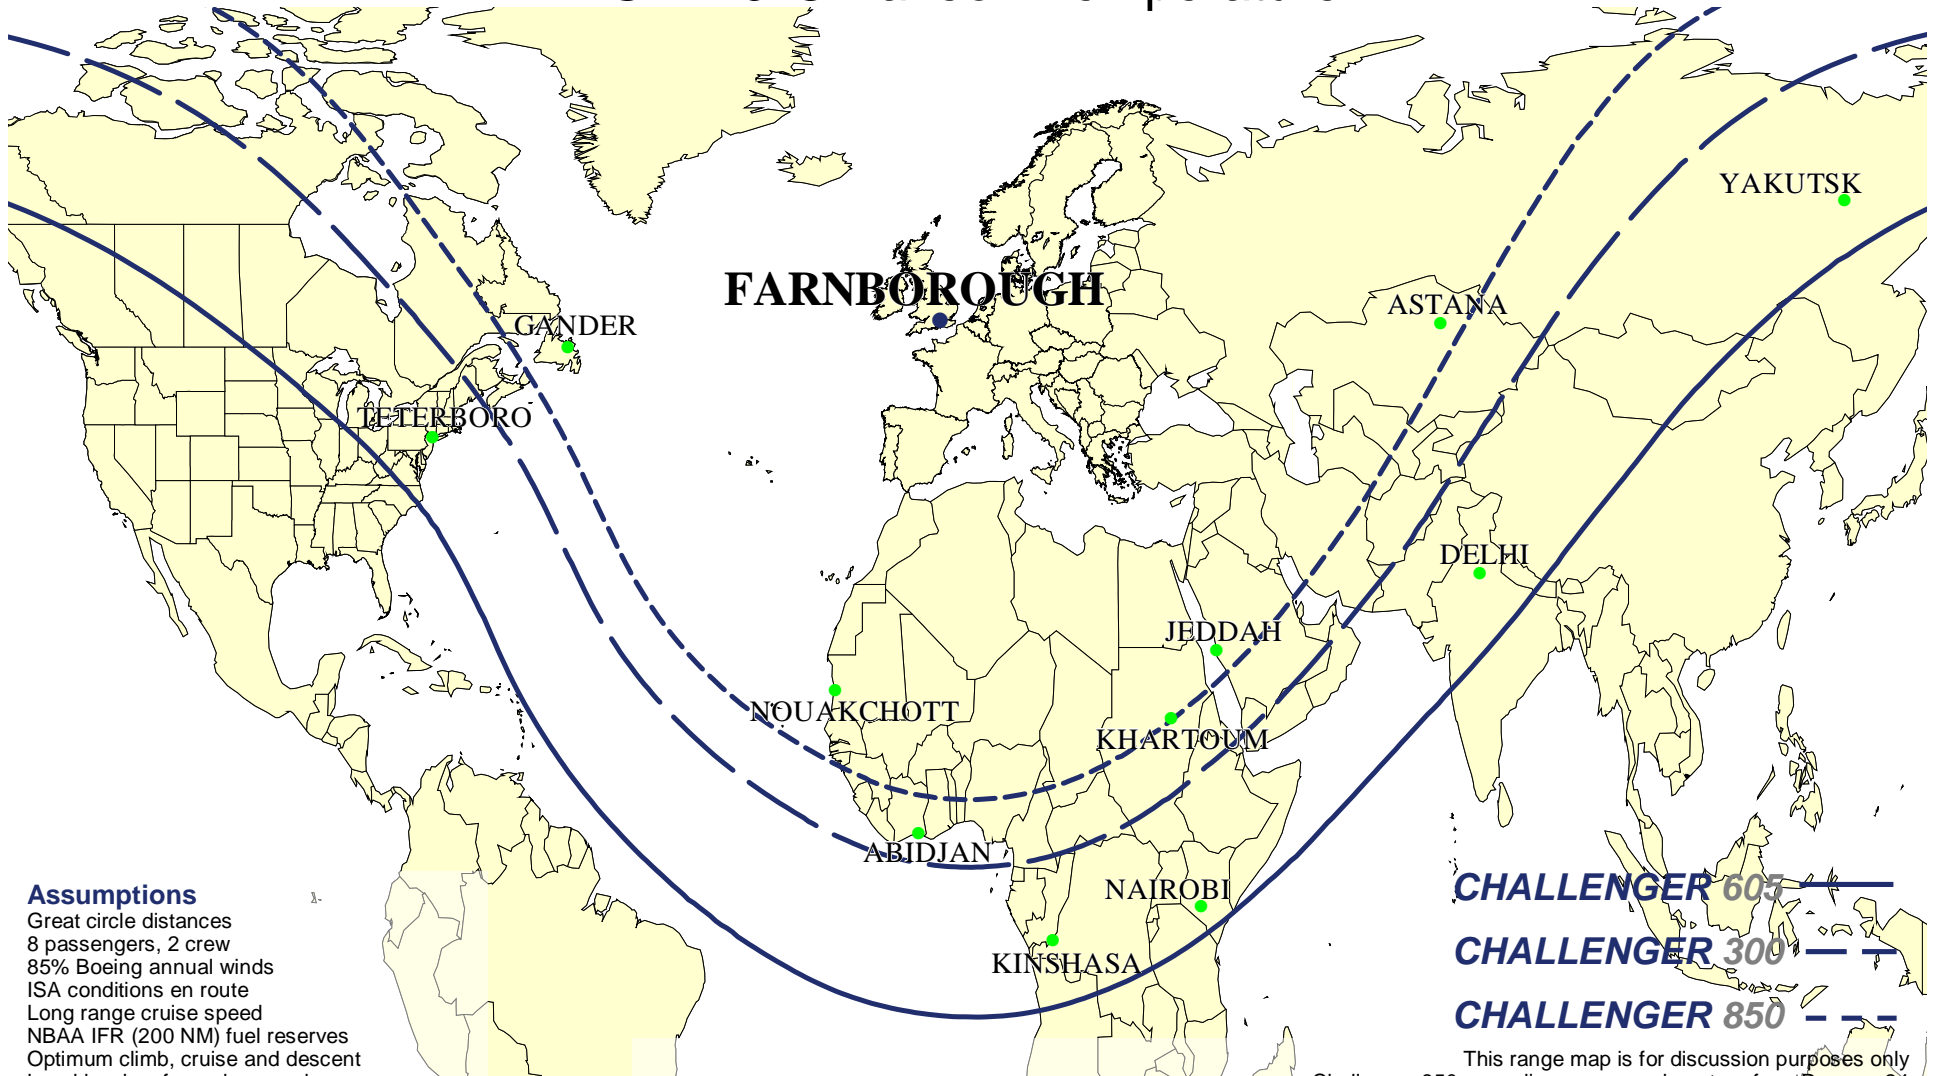 YAKUTSK
FARNBOROUGH
ASTANA
GANDER
TETERBORO
DELHI
JEDDAH
NOUAKCHOTT
KHARTOUM
ABIDJAN
NAIROBI
KINSHASA
Assumptions
Great circle distances
8 passengers, 2 crew
85% Boeing annual winds
ISA conditions en route
Long range cruise speed
NBAA IFR (200 NM) fuel reserves
Optimum climb, cruise and descent
CHALLENGER 605
CHALLENGER 300
CHALLENGER 850
This range map is for discussion purposes only